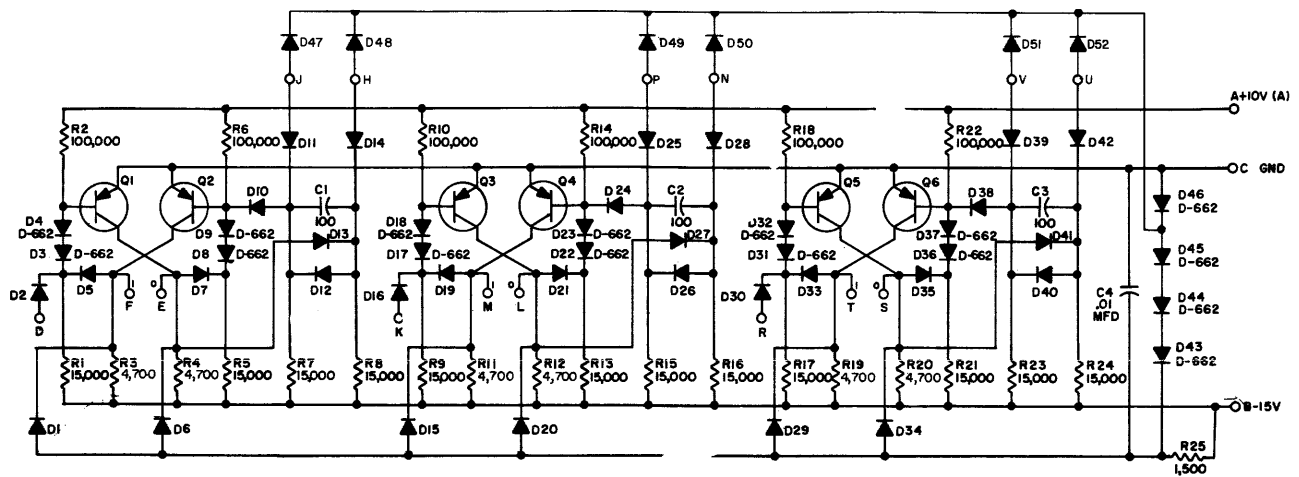 D47 D48 D49 D50 D51 D52
J H P N V U
A+10V (A)
R2 100,000 R6 100,000 D11 D14 R10 100,000 R14 100,000 D25 D28 R18 100,000 R22 100,000 D39 D42
C GND
Q1 Q2 D10 C1 100 Q3 Q4 D24 C2 100 Q5 Q6 D38 C3 100
D46 D-662
D4 D-662 D9 D-662 D13 D18 D-662 D23 D-662 D27 D32 D-662 D37 D-662 D41
D3 D8 D-662 D17 D-662 D22 D-662 D31 D-662 D36 D-662
D45 D-662
D2 D5 D7 D12 D16 D19 D21 D26 D30 D33 D35 D40
1 0 1 0 1 0
D F E K M L R T S
C4 .01 MFD
D44 D-662
D43 D-662
R1 15,000 R3 4,700 R4 4,700 R5 15,000 R7 15,000 R8 15,000 R9 15,000 R11 4,700 R12 4,700 R13 15,000 R15 15,000 R16 15,000 R17 15,000 R19 4,700 R20 4,700 R21 15,000 R23 15,000 R24 15,000
B-15V
D1 D6 D15 D20 D29 D34
R25 1,500